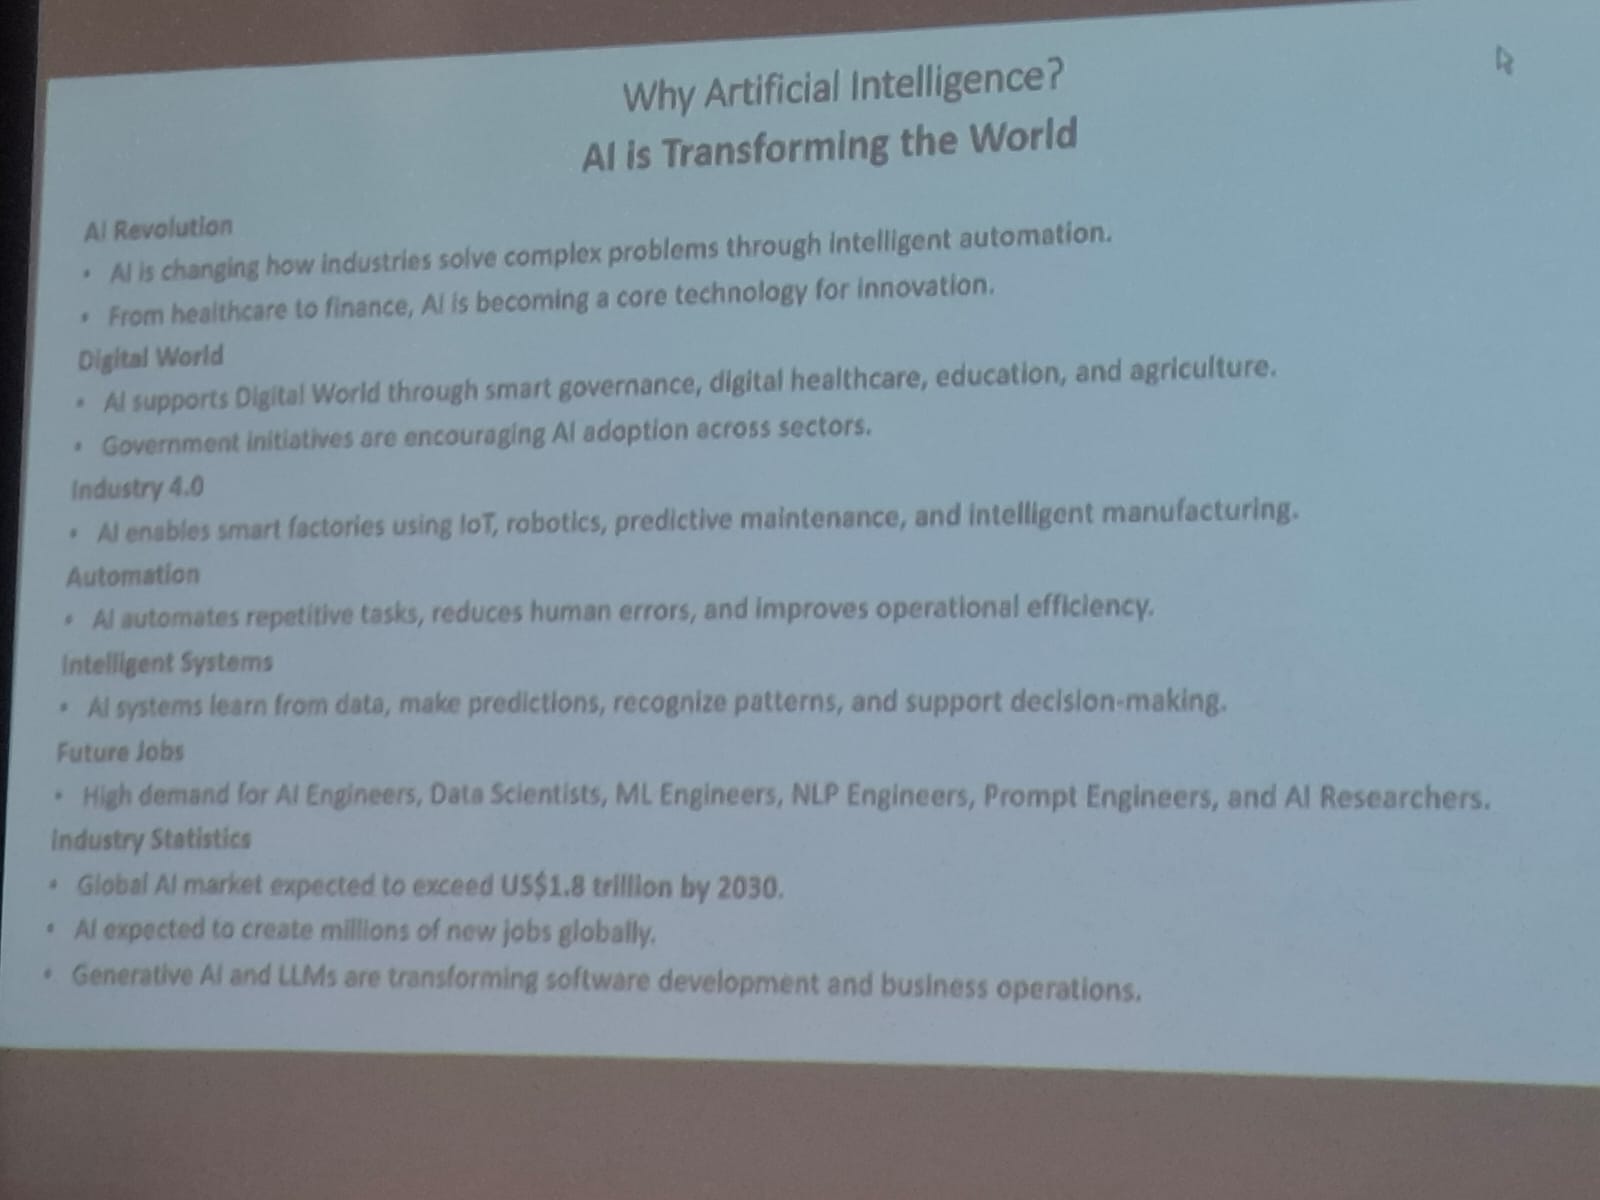 Why Artificial Intelligence?
AI is Transforming the World
AI Revolution
• AI is changing how industries solve complex problems through intelligent automation.
• From healthcare to finance, AI is becoming a core technology for innovation.
Digital World
• AI supports Digital World through smart governance, digital healthcare, education, and agriculture.
• Government initiatives are encouraging AI adoption across sectors.
Industry 4.0
• AI enables smart factories using IoT, robotics, predictive maintenance, and intelligent manufacturing.
Automation
• AI automates repetitive tasks, reduces human errors, and improves operational efficiency.
Intelligent Systems
• AI systems learn from data, make predictions, recognize patterns, and support decision-making.
Future Jobs
• High demand for AI Engineers, Data Scientists, ML Engineers, NLP Engineers, Prompt Engineers, and AI Researchers.
Industry Statistics
• Global AI market expected to exceed US$1.8 trillion by 2030.
• AI expected to create millions of new jobs globally.
• Generative AI and LLMs are transforming software development and business operations.